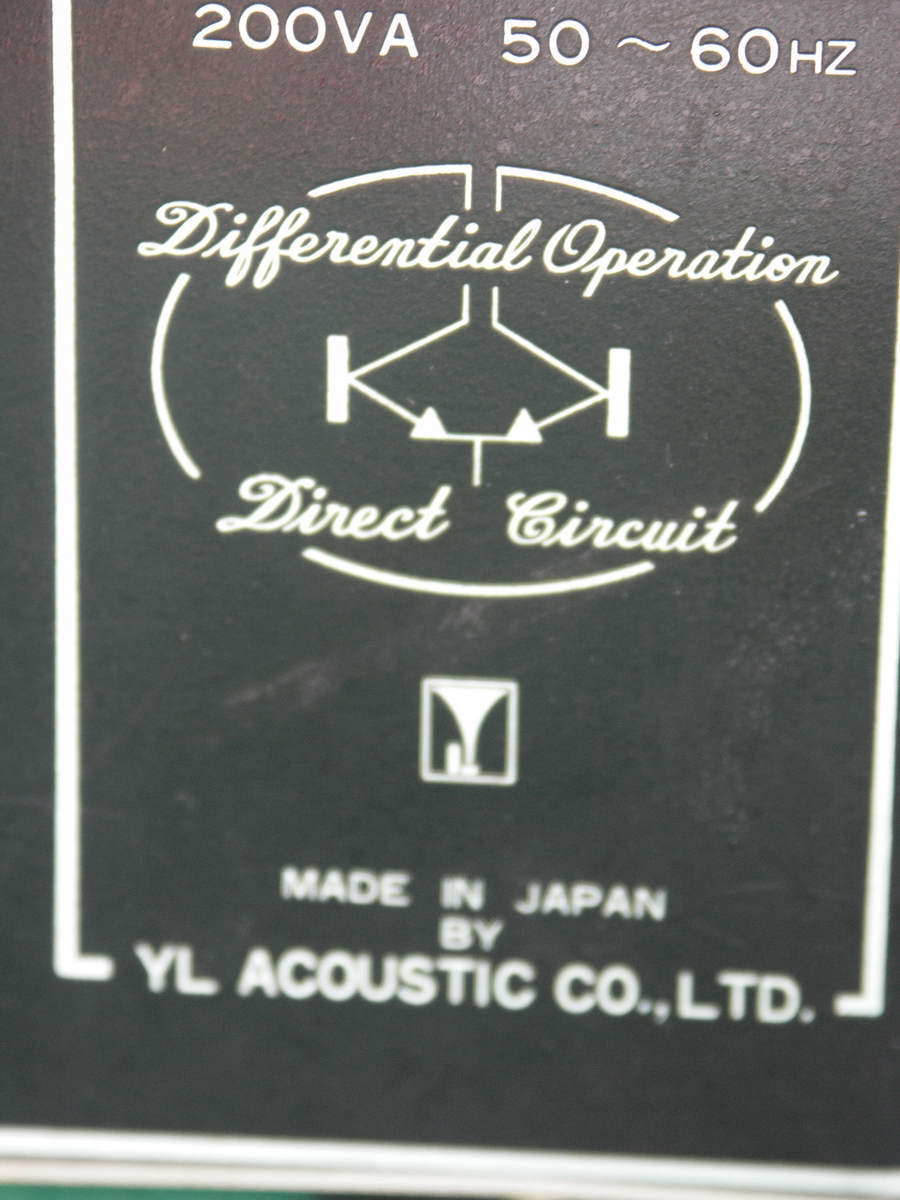 200VA 50～60HZ
Differential Operation
Direct Circuit
MADE IN JAPAN
BY
YL ACOUSTIC CO.,LTD.